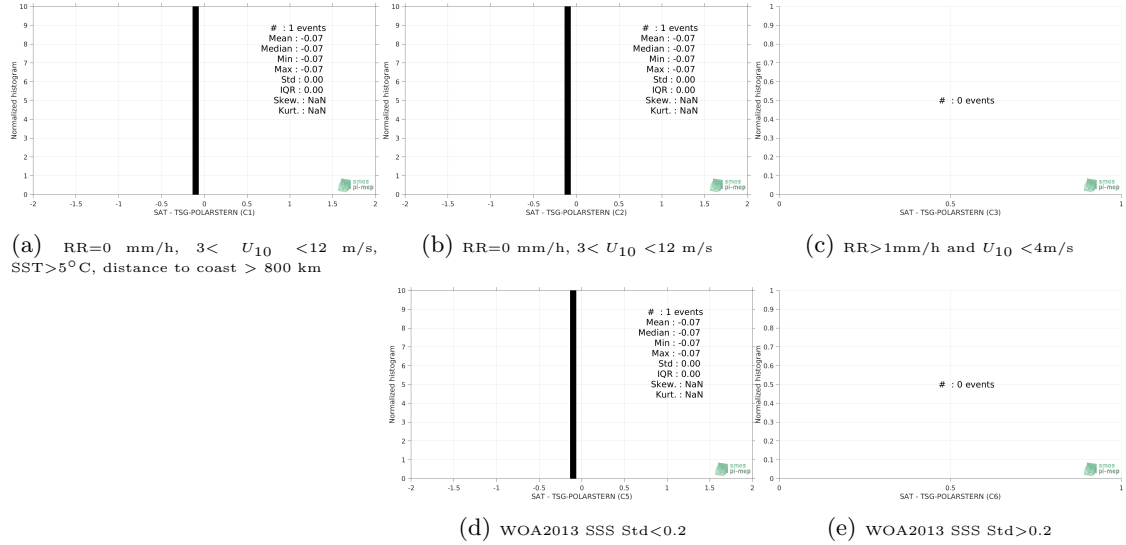 10
9
8
7
6
5
4
3
2
1
0
Normalized histogram
# : 1 events
Mean : -0.07
Median : -0.07
Min : -0.07
Max : -0.07
Std : 0.00
IQR : 0.00
Skew. : NaN
Kurt. : NaN
smos
pi-mep
-2 -1.5 -1 -0.5 0 0.5 1 1.5 2
SAT - TSG-POLARSTERN (C1)
(a) RR=0 mm/h, 3< U10 <12 m/s,
SST>5°C, distance to coast > 800 km
10
9
8
7
6
5
4
3
2
1
0
Normalized histogram
# : 1 events
Mean : -0.07
Median : -0.07
Min : -0.07
Max : -0.07
Std : 0.00
IQR : 0.00
Skew. : NaN
Kurt. : NaN
smos
pi-mep
-2 -1.5 -1 -0.5 0 0.5 1 1.5 2
SAT - TSG-POLARSTERN (C2)
(b) RR=0 mm/h, 3< U10 <12 m/s
1
0.9
0.8
0.7
0.6
0.5
0.4
0.3
0.2
0.1
0
Normalized histogram
# : 0 events
smos
pi-mep
0 0.5 1
SAT - TSG-POLARSTERN (C3)
(c) RR>1mm/h and U10 <4m/s
10
9
8
7
6
5
4
3
2
1
0
Normalized histogram
# : 1 events
Mean : -0.07
Median : -0.07
Min : -0.07
Max : -0.07
Std : 0.00
IQR : 0.00
Skew. : NaN
Kurt. : NaN
smos
pi-mep
-2 -1.5 -1 -0.5 0 0.5 1 1.5 2
SAT - TSG-POLARSTERN (C5)
(d) WOA2013 SSS Std<0.2
1
0.9
0.8
0.7
0.6
0.5
0.4
0.3
0.2
0.1
0
Normalized histogram
# : 0 events
smos
pi-mep
0 0.5 1
SAT - TSG-POLARSTERN (C6)
(e) WOA2013 SSS Std>0.2